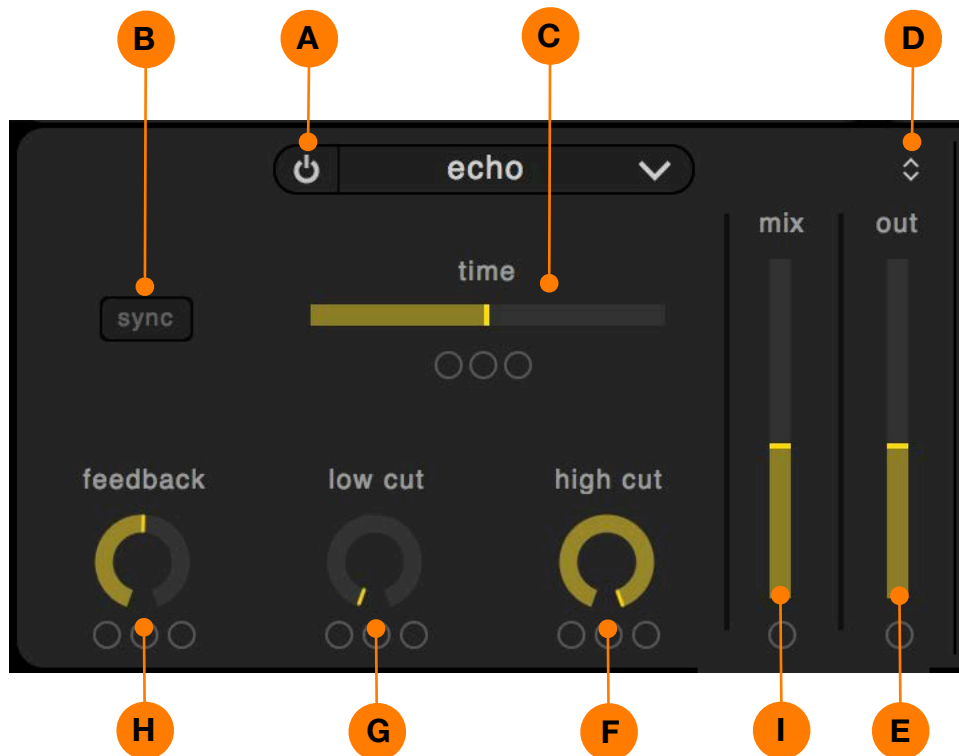 B A C D
echo
mix out
time
sync
feedback low cut high cut
H G F I E